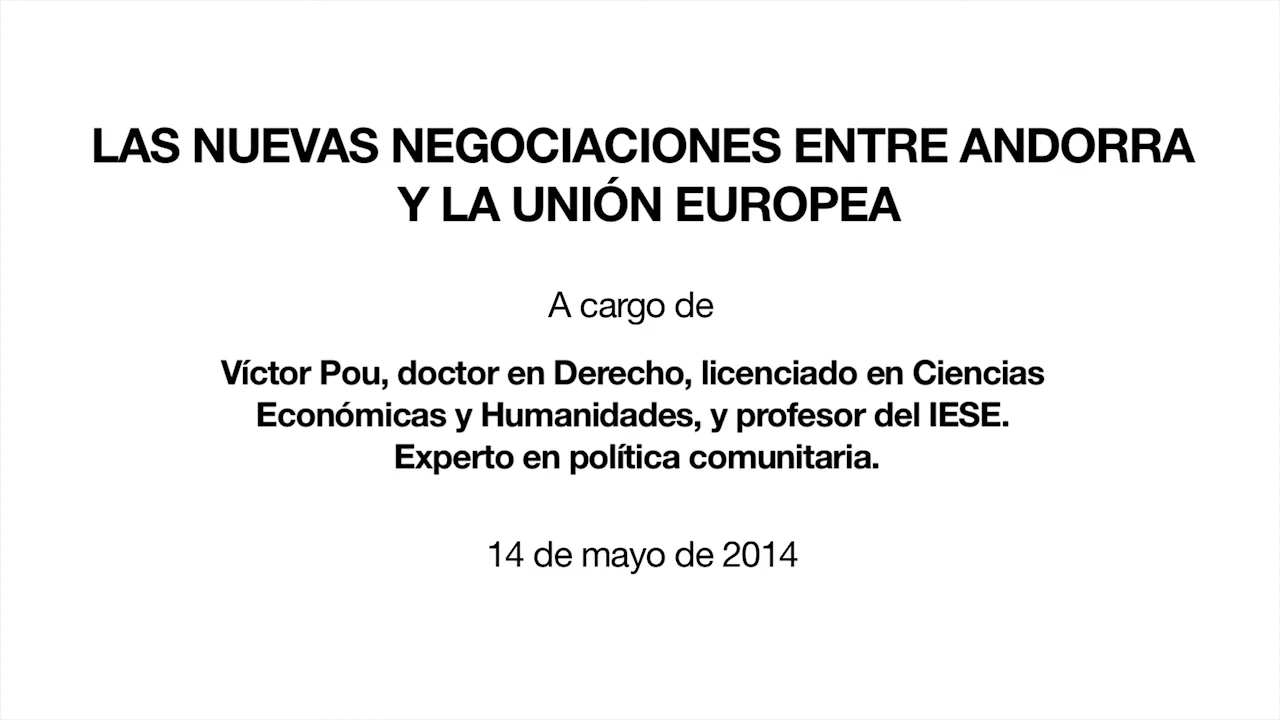 LAS NUEVAS NEGOCIACIONES ENTRE ANDORRA
Y LA UNIÓN EUROPEA
A cargo de
Víctor Pou, doctor en Derecho, licenciado en Ciencias
Económicas y Humanidades, y profesor del IESE.
Experto en política comunitaria.
14 de mayo de 2014